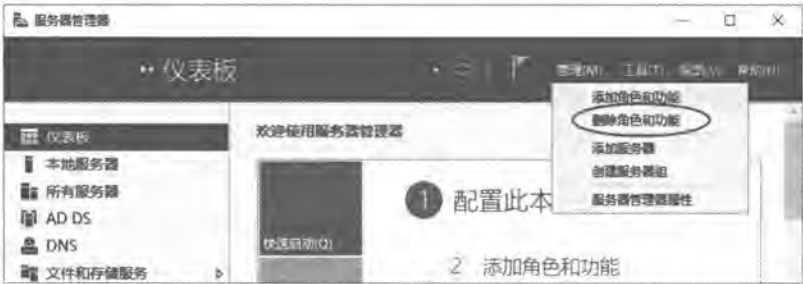 服务器管理器
仪表板
管理(M) 工具(T) 视图(V) 帮助(H)
添加角色和功能
删除角色和功能
添加服务器
创建服务器组
服务器管理器属性
仪表板
本地服务器
所有服务器
AD DS
DNS
文件和存储服务
欢迎使用服务器管理器
快速启动(Q)
1 配置此本
2 添加角色和功能